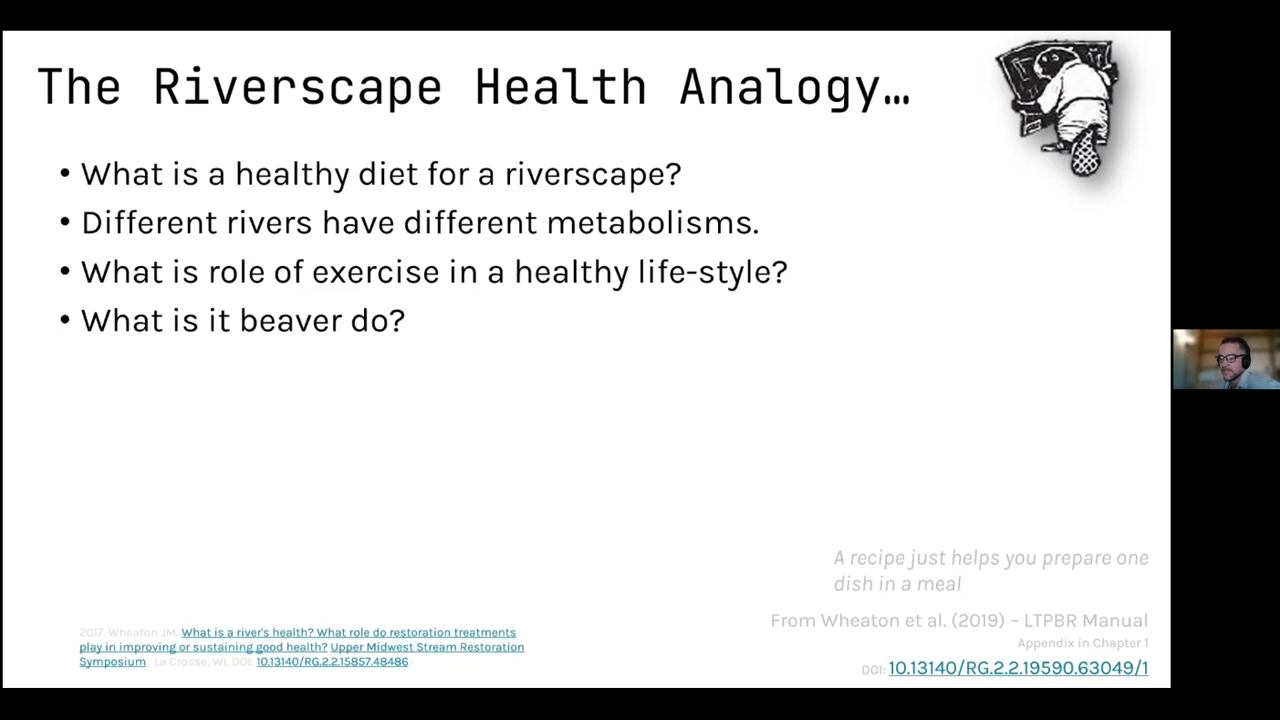 The Riverscape Health Analogy…
• What is a healthy diet for a riverscape?
• Different rivers have different metabolisms.
• What is role of exercise in a healthy life-style?
• What is it beaver do?
A recipe just helps you prepare one
dish in a meal
From Wheaton et al. (2019) – LTPBR Manual
Appendix in Chapter 1
DOI: 10.13140/RG.2.2.19590.63049/1
2017. Wheaton JM. What is a river's health? What role do restoration treatments
play in improving or sustaining good health? Upper Midwest Stream Restoration
Symposium La Crosse, WI. DOI: 10.13140/RG.2.2.15857.48486